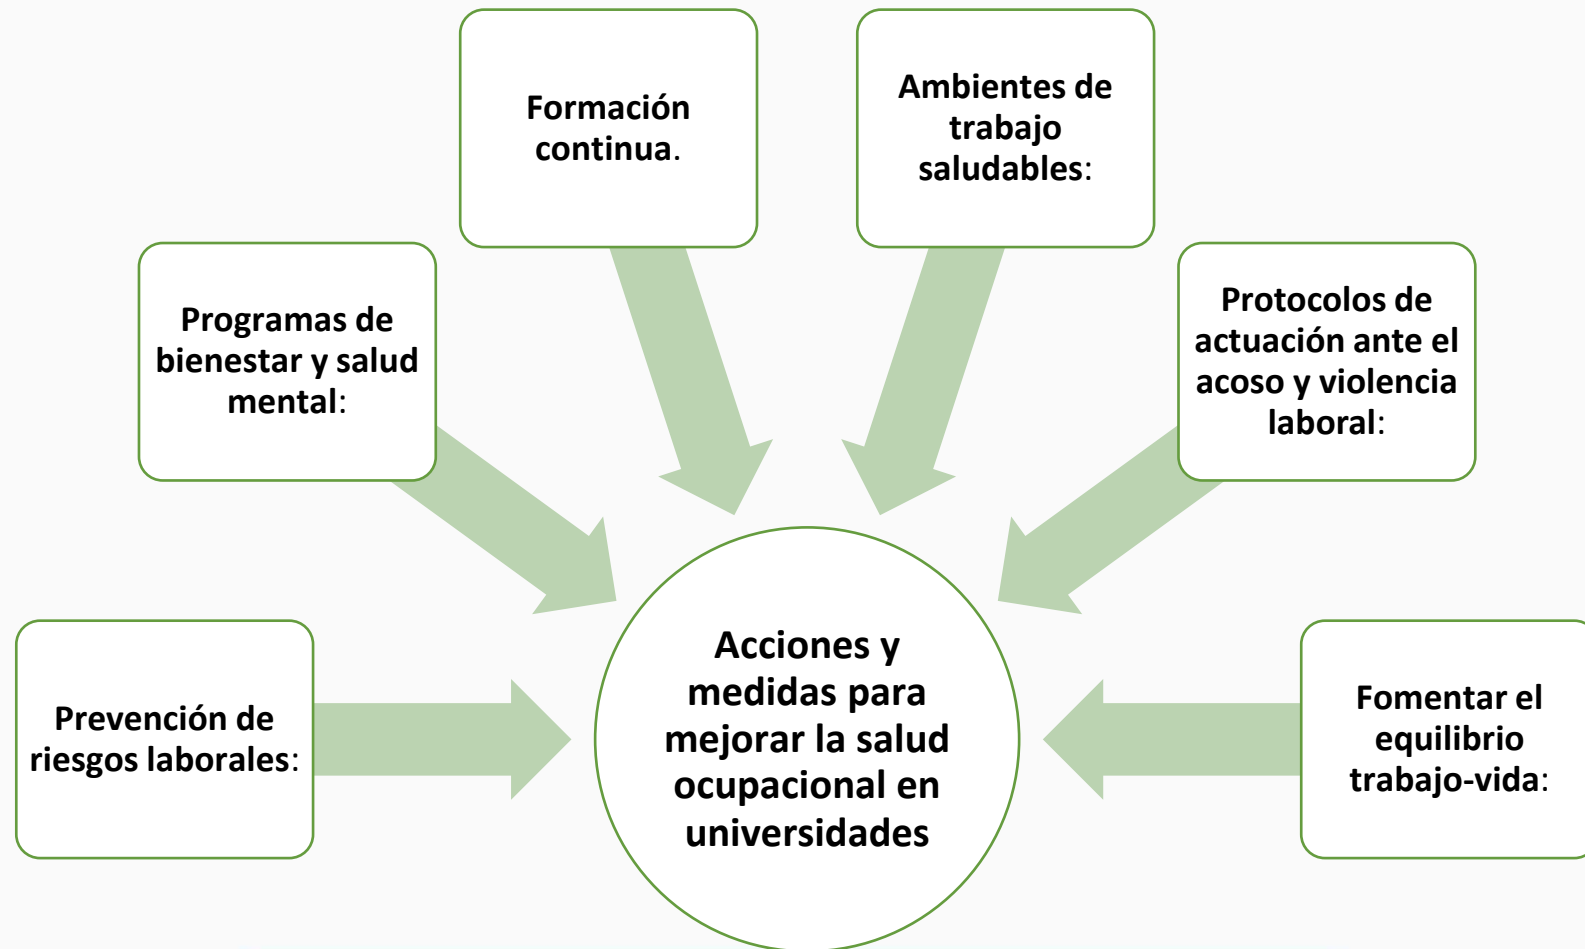 Formación
continua.
Ambientes de
trabajo
saludables:
Programas de
bienestar y salud
mental:
Protocolos de
actuación ante el
acoso y violencia
laboral:
Prevención de
riesgos laborales:
Acciones y
medidas para
mejorar la salud
ocupacional en
universidades
Fomentar el
equilibrio
trabajo-vida: